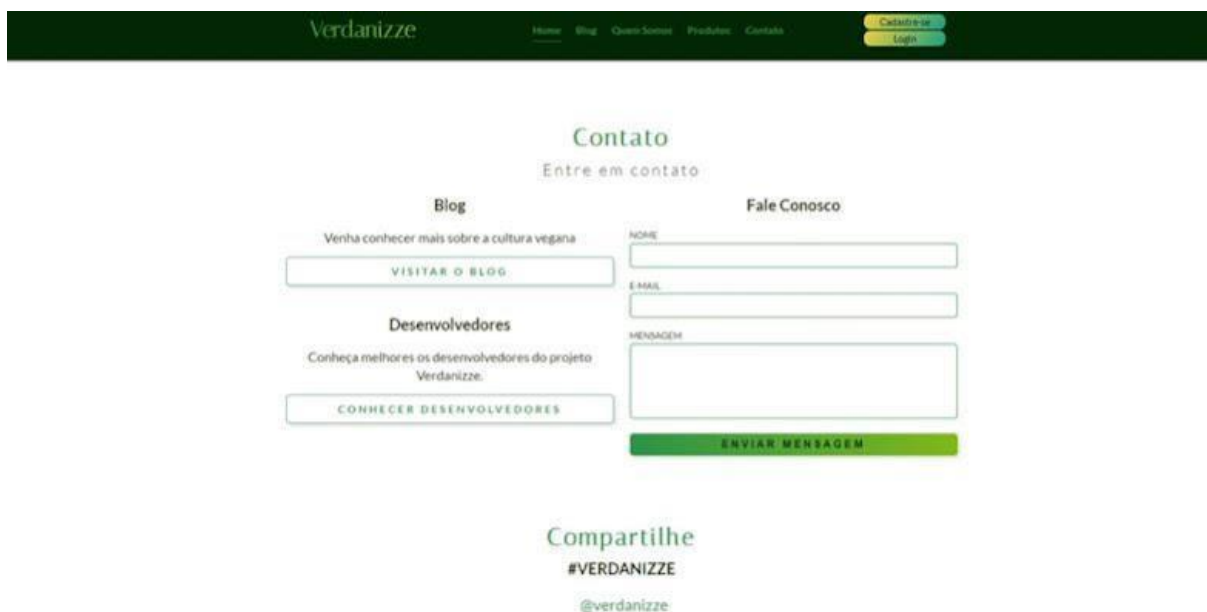 Verdanizze
Home Blog Quem Somos Produtos Contato
Cadastre-se
Login
Contato
Entre em contato
Blog
Venha conhecer mais sobre a cultura vegana
VISITAR O BLOG
Desenvolvedores
Conheça melhores os desenvolvedores do projeto
Verdanizze.
CONHECER DESENVOLVEDORES
Fale Conosco
NOME
E-MAIL
MENSAGEM
ENVIAR MENSAGEM
Compartilhe
#VERDANIZZE
@verdanizze